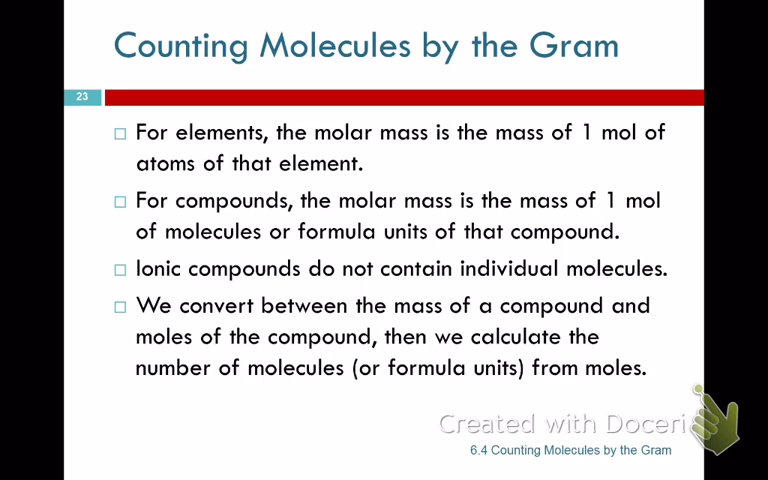 Counting Molecules by the Gram
23
For elements, the molar mass is the mass of 1 mol of
atoms of that element.
For compounds, the molar mass is the mass of 1 mol
of molecules or formula units of that compound.
Ionic compounds do not contain individual molecules.
We convert between the mass of a compound and
moles of the compound, then we calculate the
number of molecules (or formula units) from moles.
Created with Doceri
6.4 Counting Molecules by the Gram